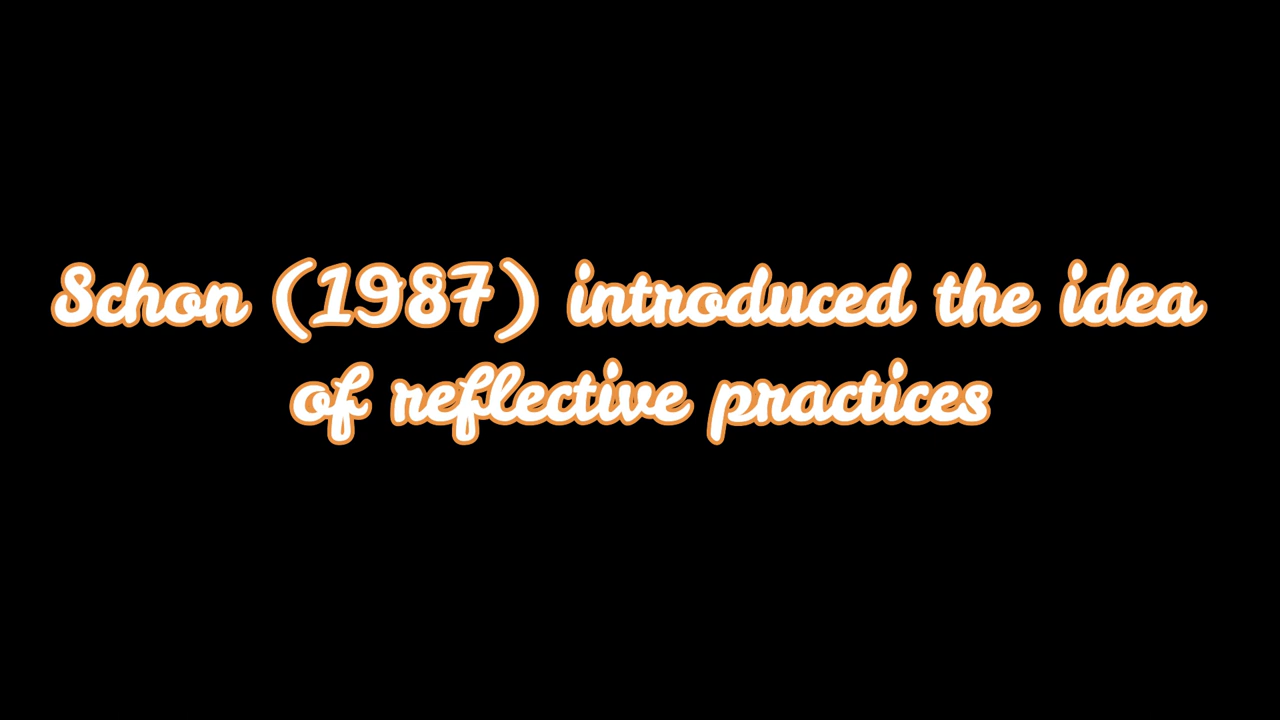 Schon (1987) introduced the idea
of reflective practices